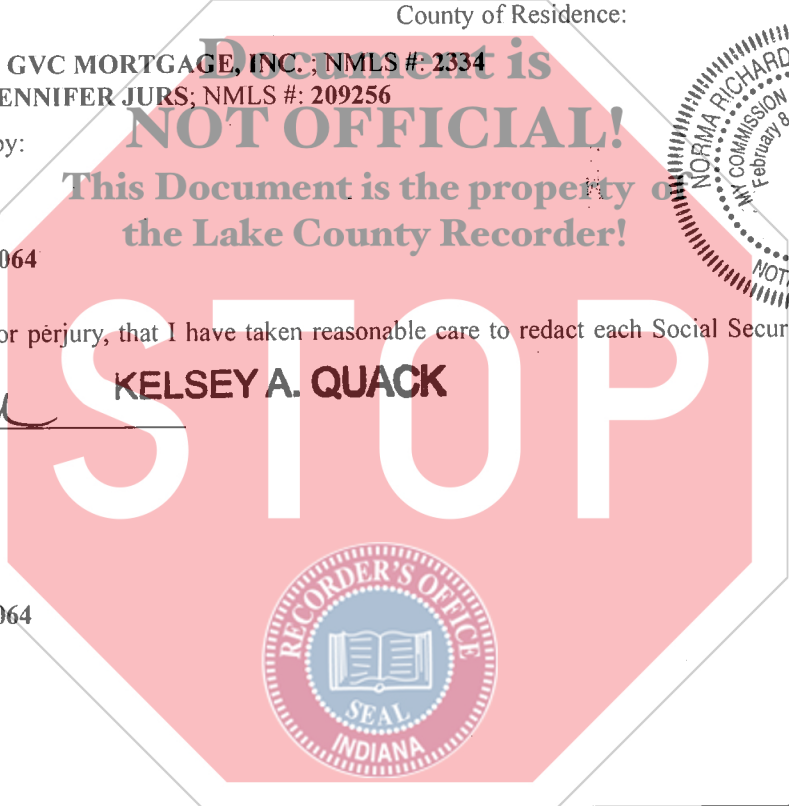 County of Residence:
GVC MORTGAGE, INC. ; NMLS #: 2334
Document is
JENNIFER JURS; NMLS #: 209256
NOT OFFICIAL!
by:
This Document is the property of
the Lake County Recorder!
064
or perjury, that I have taken reasonable care to redact each Social Secur
KELSEY A. QUACK
STOP
064
RECORDER'S OFFICE
SEAL
INDIANA
NORMA RICHARD
MY COMMISSION
February 8
NOT